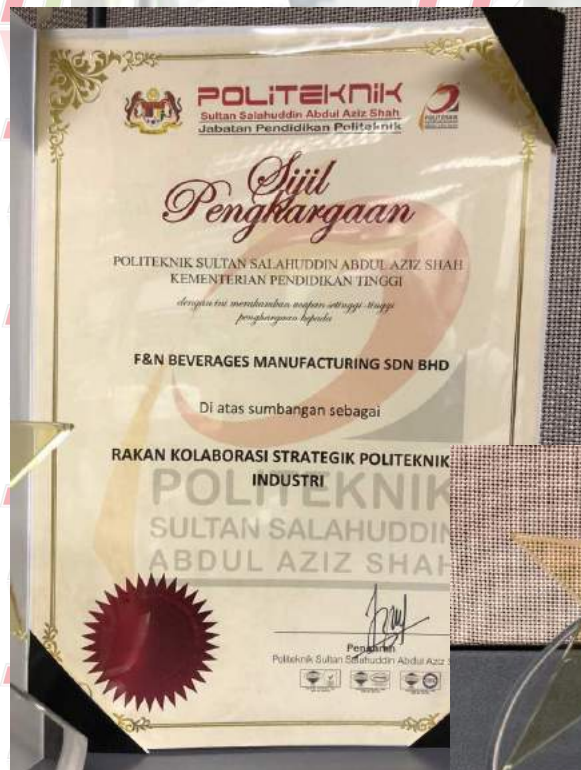 POLiTEKNiK
Sultan Salahuddin Abdul Aziz Shah
Jabatan Pendidikan Politeknik
Sijil
Penghargaan
POLITEKNIK SULTAN SALAHUDDIN ABDUL AZIZ SHAH
KEMENTERIAN PENDIDIKAN TINGGI
dengan ini merakamkan ucapan setinggi-tinggi
penghargaan kepada
F&N BEVERAGES MANUFACTURING SDN BHD
Di atas sumbangan sebagai
RAKAN KOLABORASI STRATEGIK POLITEKNIK
INDUSTRI
POLITEKNIK
SULTAN SALAHUDDIN
ABDUL AZIZ SHAH
Pengarah
Politeknik Sultan Salahuddin Abdul Aziz